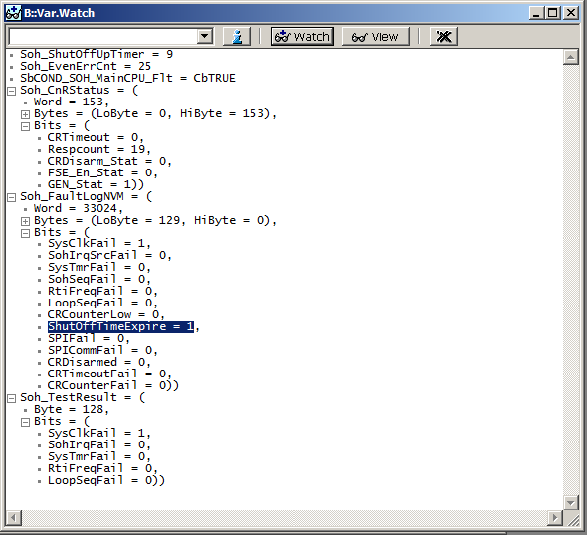 B::Var.Watch
i Watch View
Soh_ShutOffUpTimer = 9
Soh_EvenErrCnt = 25
SbCOND_SOH_MainCPU_Flt = CbTRUE
Soh_CnRStatus = (
Word = 153,
Bytes = (LoByte = 0, HiByte = 153),
Bits = (
CRTimeout = 0,
Respcount = 19,
CRDisarm_Stat = 0,
FSE_En_Stat = 0,
GEN_Stat = 1))
Soh_FaultLogNVM = (
Word = 33024,
Bytes = (LoByte = 129, HiByte = 0),
Bits = (
SysClkFail = 1,
SohIrqSrcFail = 0,
SysTmrFail = 0,
SohSeqFail = 0,
RtiFreqFail = 0,
LoopSeqFail = 0,
CRCounterLow = 0,
ShutOffTimeExpire = 1,
SPIFail = 0,
SPICommFail = 0,
CRDisarmed = 0,
CRTimeoutFail = 0,
CRCounterFail = 0))
Soh_TestResult = (
Byte = 128,
Bits = (
SysClkFail = 1,
SohIrqFail = 0,
SysTmrFail = 0,
RtiFreqFail = 0,
LoopSeqFail = 0))